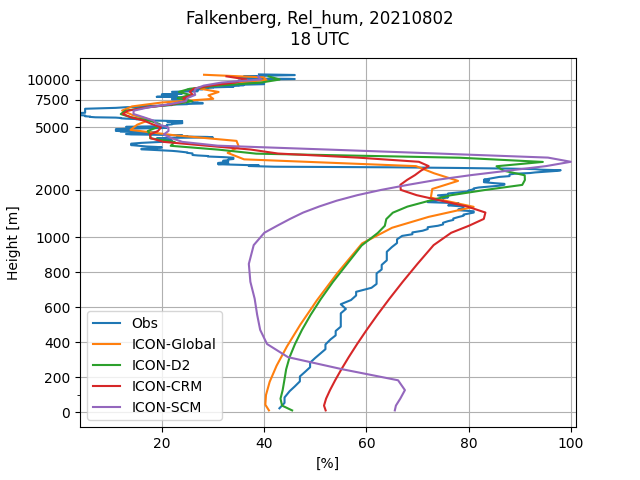 Falkenberg, Rel_hum, 20210802
18 UTC
Height [m]
10000
7500
5000
2000
1000
800
600
400
200
0
Obs
ICON-Global
ICON-D2
ICON-CRM
ICON-SCM
20
40
60
80
100
[%]